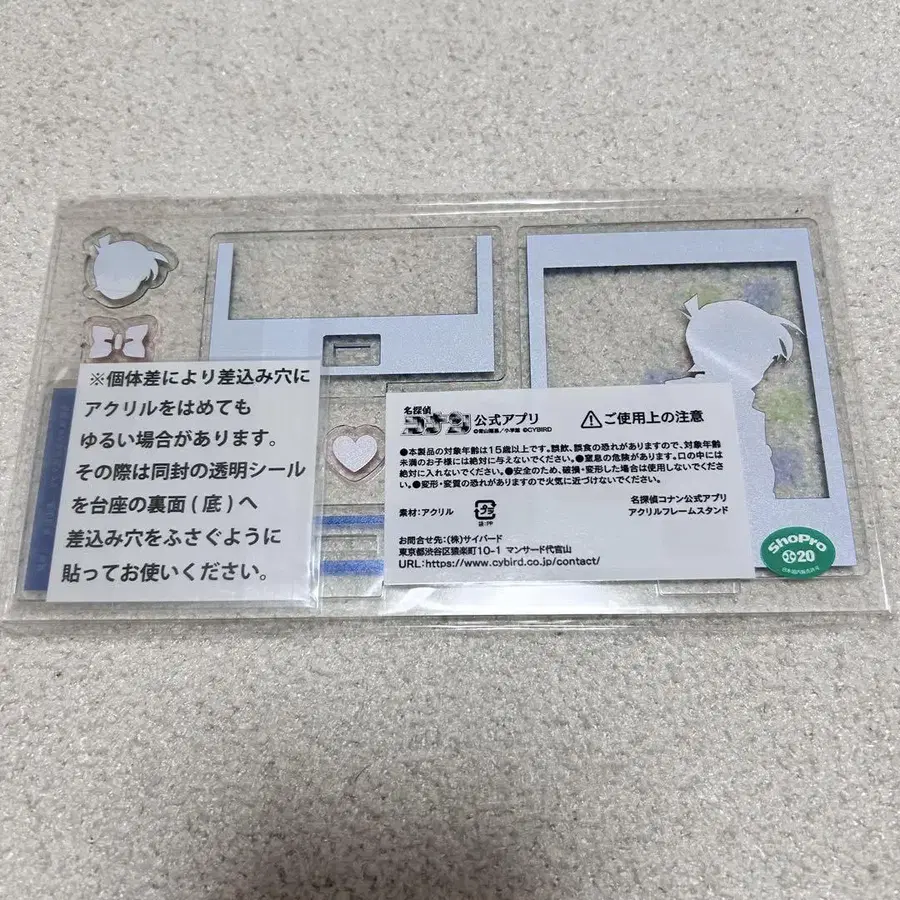 ※個体差により差込み穴に
アクリルをはめても
ゆるい場合があります。
その際は同封の透明シール
を台座の裏面(底)へ
差込み穴をふさぐように
貼ってお使いください。
名探偵
コナン 公式アプリ
©青山剛昌/小学館 ©CYBIRD
⚠ご使用上の注意
●本製品の対象年齢は15歳以上です。誤飲、誤食の恐れがありますので、対象年齢
未満のお子様には絶対に与えないでください。●窒息の危険があります。口の中には
絶対に入れないでください。●安全のため、破損・変形した場合は使用しないでくださ
い。●変形・変質の恐れがありますので火気に近づけないでください。
素材:アクリル
プラ
袋:PP
名探偵コナン公式アプリ
アクリルフレームスタンド
お問合せ先:(株)サイバード
東京都渋谷区猿楽町10-1 マンサード代官山
URL:https://www.cybird.co.jp/contact/
ShoPro
20